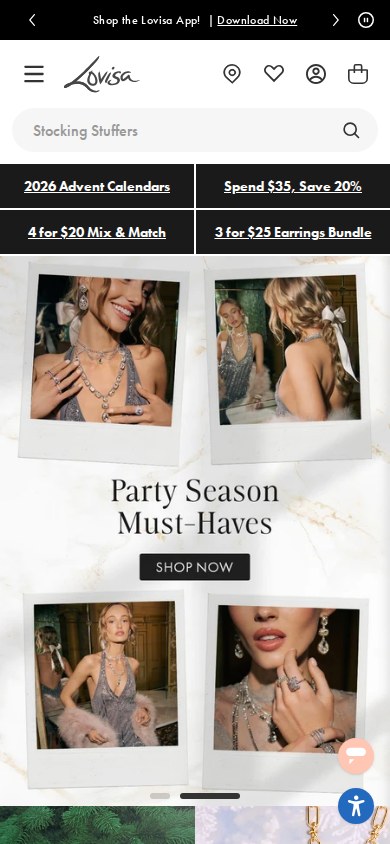 Shop the Lovisa App! | Download Now
Lovisa
Stocking Stuffers
2026 Advent Calendars
Spend $35, Save 20%
4 for $20 Mix & Match
3 for $25 Earrings Bundle
Party Season
Must-Haves
SHOP NOW